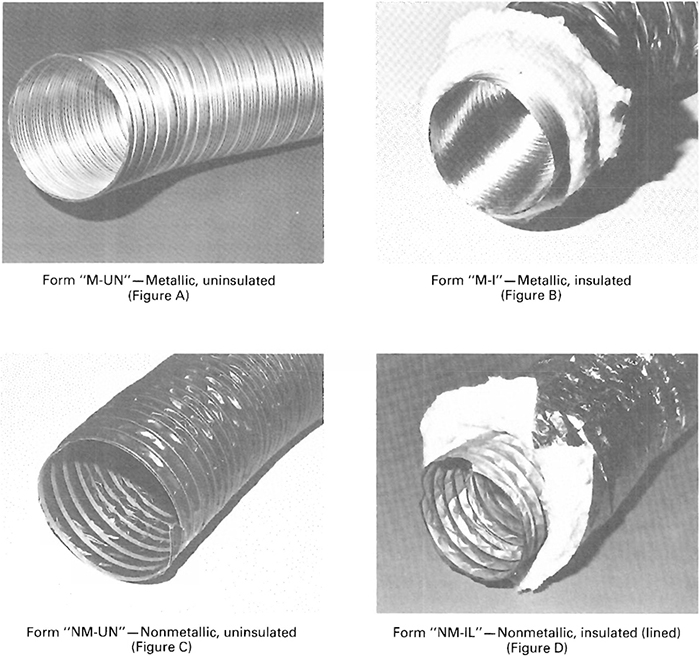 Form "M-UN"—Metallic, uninsulated
(Figure A)
Form "M-I"—Metallic, insulated
(Figure B)
Form "NM-UN"—Nonmetallic, uninsulated
(Figure C)
Form "NM-IL"—Nonmetallic, insulated (lined)
(Figure D)